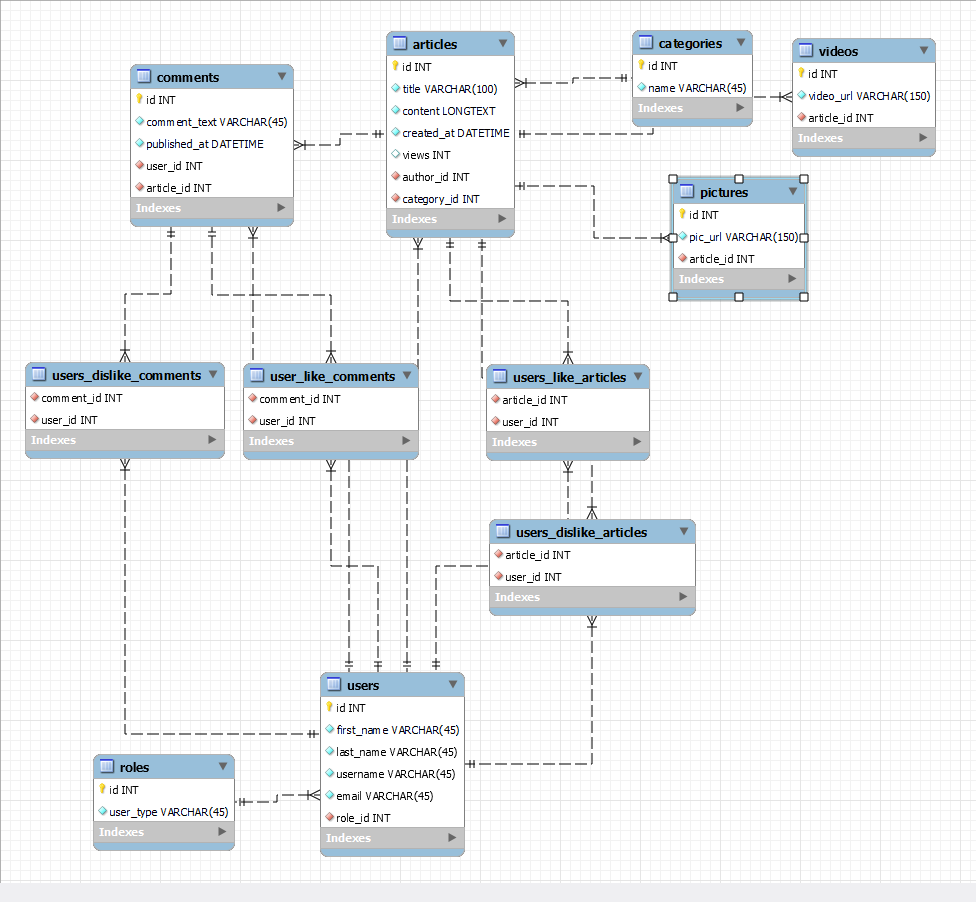 comments
id INT
comment_text VARCHAR(45)
published_at DATETIME
user_id INT
article_id INT
Indexes
articles
id INT
title VARCHAR(100)
content LONGTEXT
created_at DATETIME
views INT
author_id INT
category_id INT
Indexes
categories
id INT
name VARCHAR(45)
Indexes
videos
id INT
video_url VARCHAR(150)
article_id INT
Indexes
pictures
id INT
pic_url VARCHAR(150)
article_id INT
Indexes
users_dislike_comments
comment_id INT
user_id INT
Indexes
user_like_comments
comment_id INT
user_id INT
Indexes
users_like_articles
article_id INT
user_id INT
Indexes
users_dislike_articles
article_id INT
user_id INT
Indexes
users
id INT
first_name VARCHAR(45)
last_name VARCHAR(45)
username VARCHAR(45)
email VARCHAR(45)
role_id INT
Indexes
roles
id INT
user_type VARCHAR(45)
Indexes